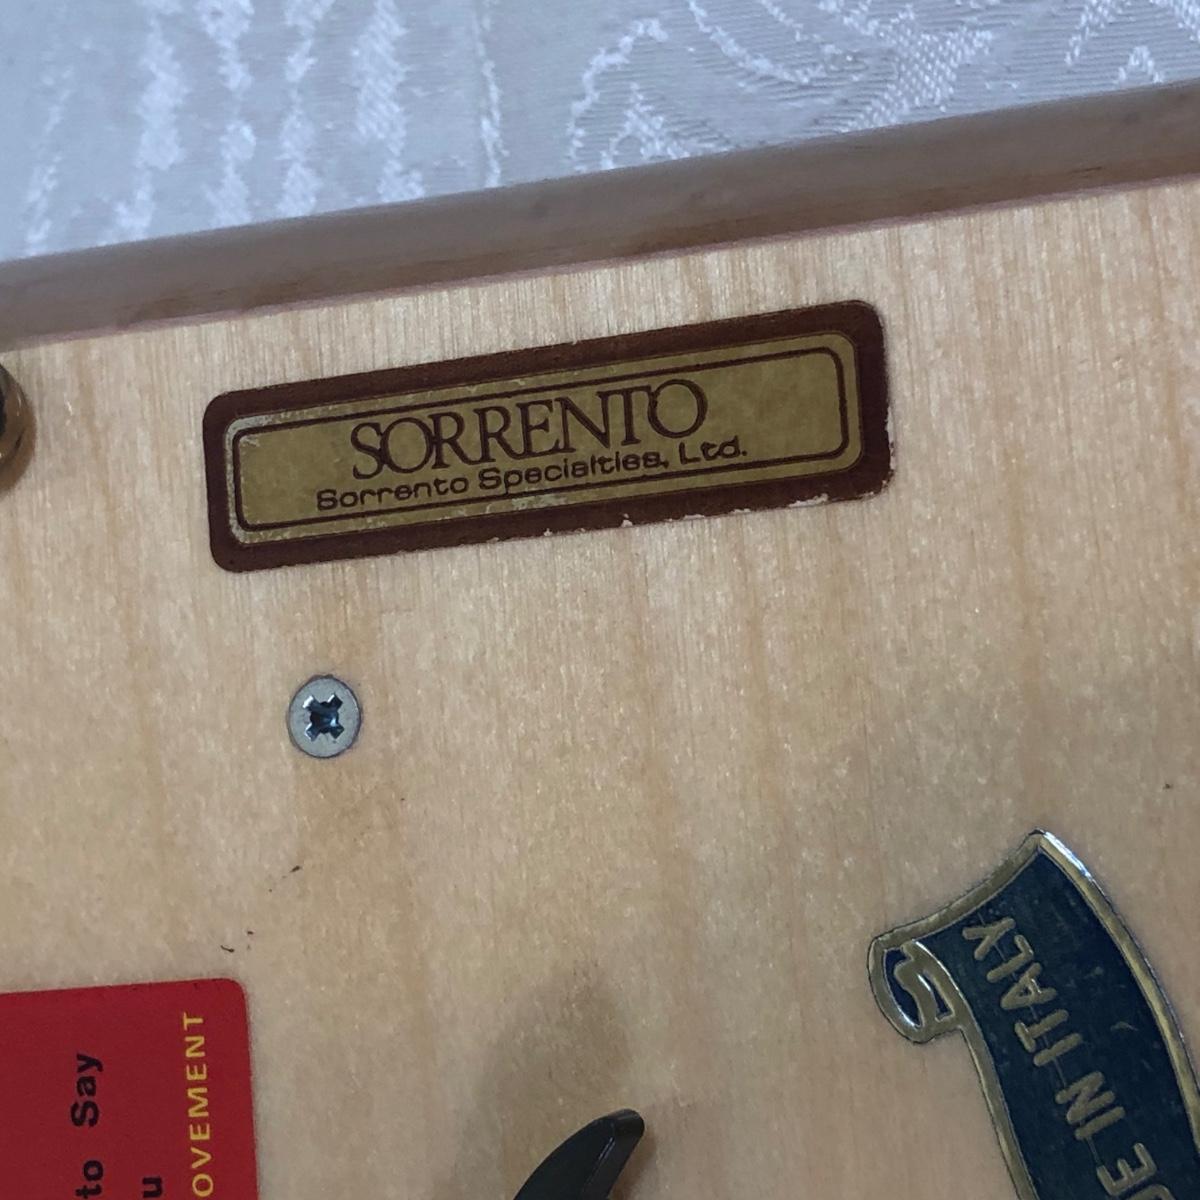 SORRENTO
Sorrento Specialties, Ltd.
to Say
u
OVEMENT
DE IN ITALY